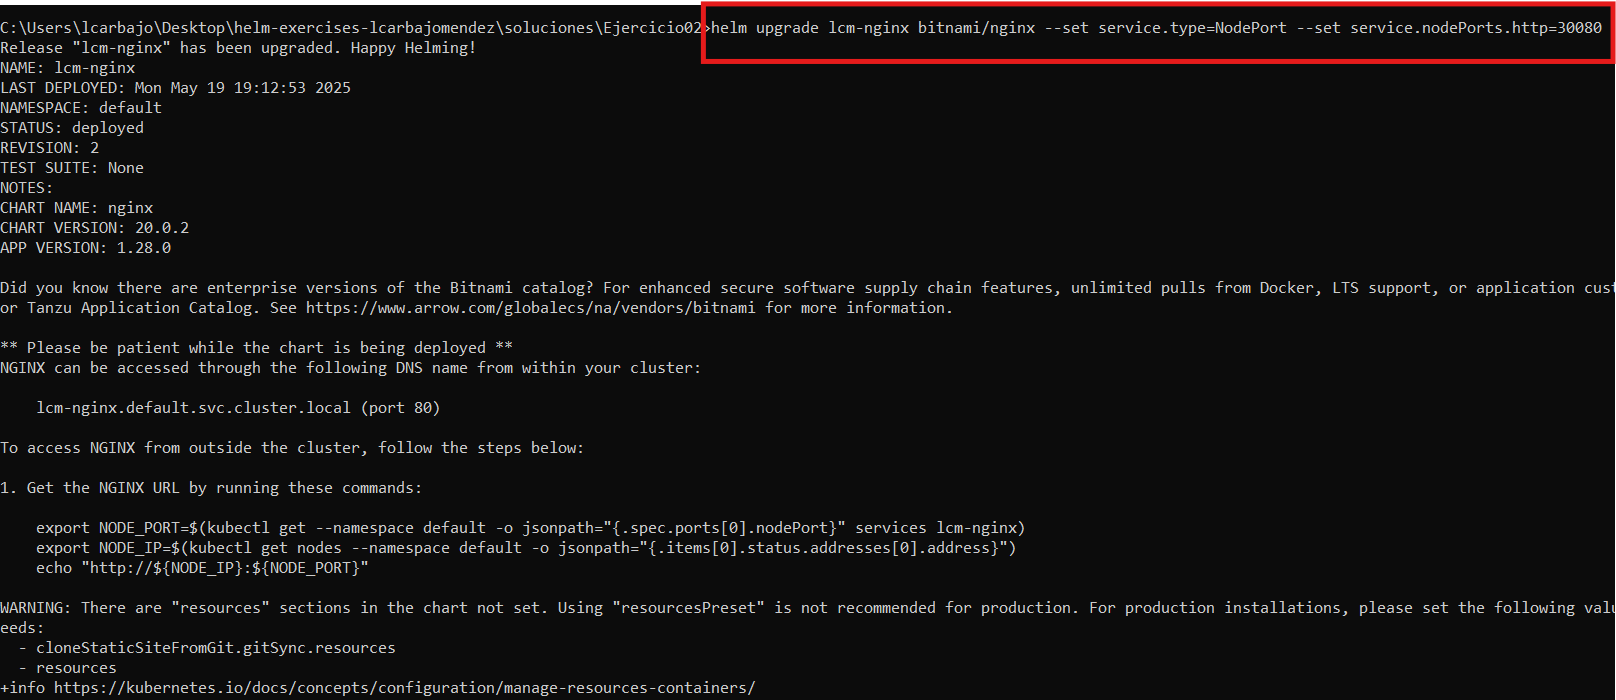 C:\Users\lcarbajo\Desktop\helm-exercises-lcarbajomendez\soluciones\Ejercicio02>helm upgrade lcm-nginx bitnami/nginx --set service.type=NodePort --set service.nodePorts.http=30080
Release "lcm-nginx" has been upgraded. Happy Helming!
NAME: lcm-nginx
LAST DEPLOYED: Mon May 19 19:12:53 2025
NAMESPACE: default
STATUS: deployed
REVISION: 2
TEST SUITE: None
NOTES:
CHART NAME: nginx
CHART VERSION: 20.0.2
APP VERSION: 1.28.0
Did you know there are enterprise versions of the Bitnami catalog? For enhanced secure software supply chain features, unlimited pulls from Docker, LTS support, or application cust
or Tanzu Application Catalog. See https://www.arrow.com/globalecs/na/vendors/bitnami for more information.
** Please be patient while the chart is being deployed **
NGINX can be accessed through the following DNS name from within your cluster:
lcm-nginx.default.svc.cluster.local (port 80)
To access NGINX from outside the cluster, follow the steps below:
1. Get the NGINX URL by running these commands:
export NODE_PORT=$(kubectl get --namespace default -o jsonpath="{.spec.ports[0].nodePort}" services lcm-nginx)
export NODE_IP=$(kubectl get nodes --namespace default -o jsonpath="{.items[0].status.addresses[0].address}")
echo "http://${NODE_IP}:${NODE_PORT}"
WARNING: There are "resources" sections in the chart not set. Using "resourcesPreset" is not recommended for production. For production installations, please set the following valu
eeds:
- cloneStaticSiteFromGit.gitSync.resources
- resources
+info https://kubernetes.io/docs/concepts/configuration/manage-resources-containers/